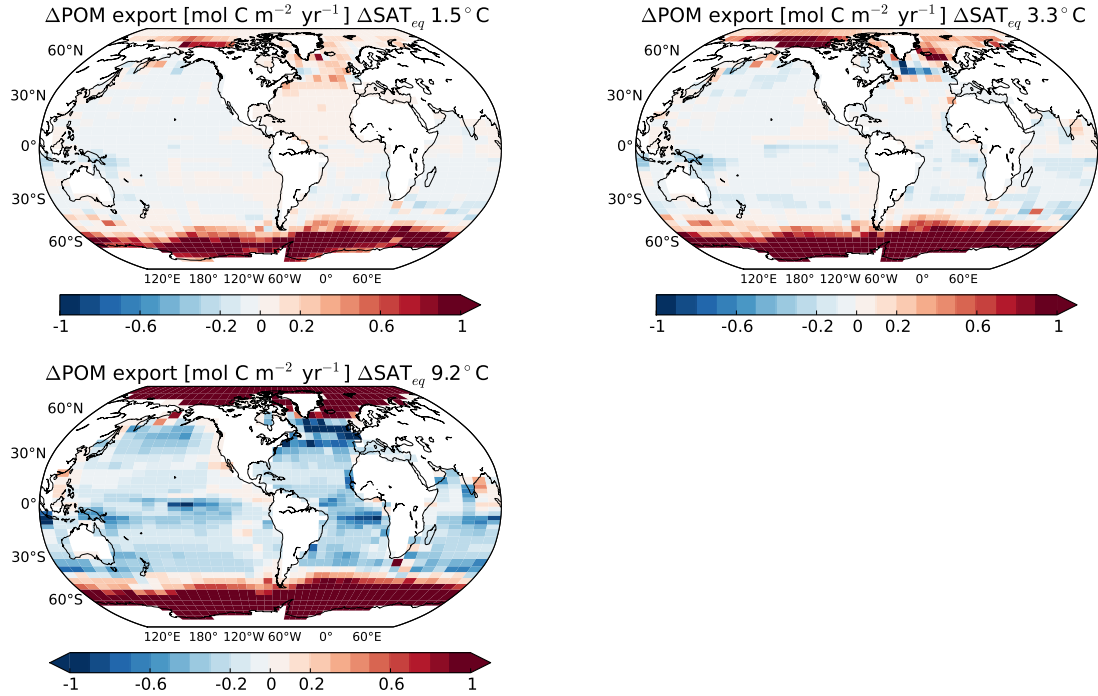 ΔPOM export [mol C m⁻² yr⁻¹] ΔSAT_eq 1.5°C
60°N
30°N
0°
30°S
60°S
120°E 180° 120°W 60°W 0° 60°E
-1 -0.6 -0.2 0 0.2 0.6 1
ΔPOM export [mol C m⁻² yr⁻¹] ΔSAT_eq 3.3°C
60°N
30°N
0°
30°S
60°S
120°E 180° 120°W 60°W 0° 60°E
-1 -0.6 -0.2 0 0.2 0.6 1
ΔPOM export [mol C m⁻² yr⁻¹] ΔSAT_eq 9.2°C
60°N
30°N
0°
30°S
60°S
120°E 180° 120°W 60°W 0° 60°E
-1 -0.6 -0.2 0 0.2 0.6 1